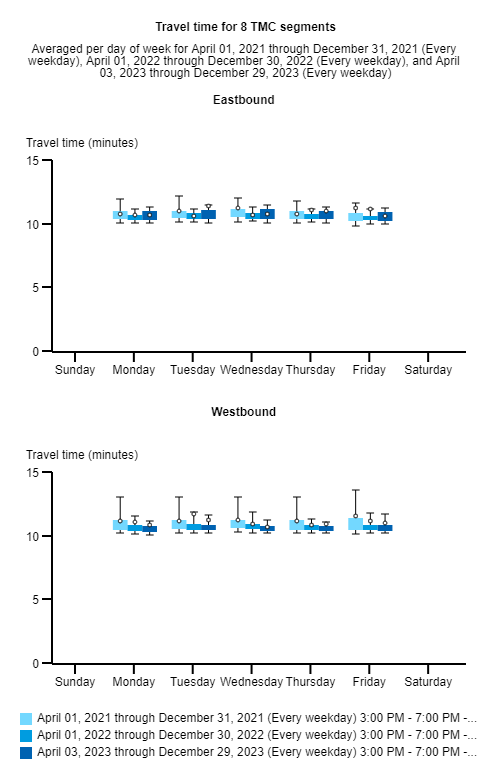 Travel time for 8 TMC segments
Averaged per day of week for April 01, 2021 through December 31, 2021 (Every
weekday), April 01, 2022 through December 30, 2022 (Every weekday), and April
03, 2023 through December 29, 2023 (Every weekday)
Eastbound
Travel time (minutes)
15
10
5
0
Sunday Monday Tuesday Wednesday Thursday Friday Saturday
Westbound
Travel time (minutes)
15
10
5
0
Sunday Monday Tuesday Wednesday Thursday Friday Saturday
April 01, 2021 through December 31, 2021 (Every weekday) 3:00 PM - 7:00 PM -...
April 01, 2022 through December 30, 2022 (Every weekday) 3:00 PM - 7:00 PM -...
April 03, 2023 through December 29, 2023 (Every weekday) 3:00 PM - 7:00 PM -...